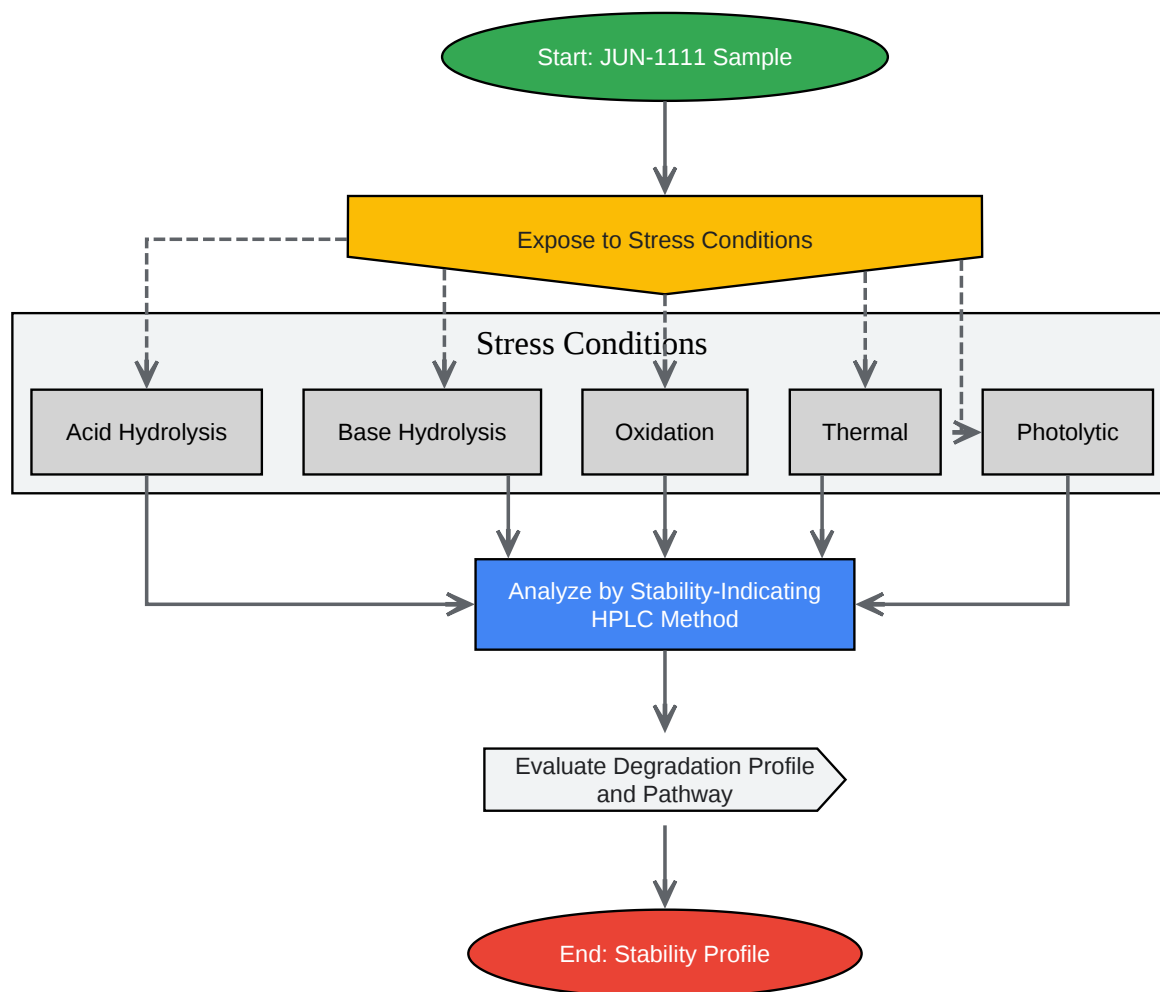 Start: JUN-1111 Sample
Expose to Stress Conditions
Stress Conditions
Acid Hydrolysis
Base Hydrolysis
Oxidation
Thermal
Photolytic
Analyze by Stability-Indicating
HPLC Method
Evaluate Degradation Profile
and Pathway
End: Stability Profile